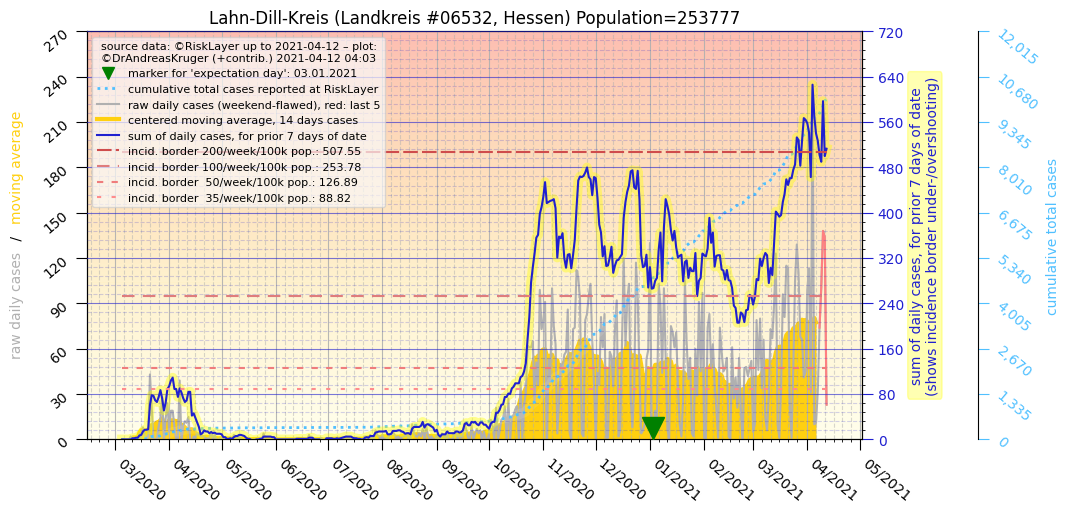 Lahn-Dill-Kreis (Landkreis #06532, Hessen) Population=253777
source data: ©RiskLayer up to 2021-04-12 – plot:
©DrAndreasKruger (+contrib.) 2021-04-12 04:03
marker for 'expectation day': 03.01.2021
cumulative total cases reported at RiskLayer
raw daily cases (weekend-flawed), red: last 5
centered moving average, 14 days cases
sum of daily cases, for prior 7 days of date
incid. border 200/week/100k pop.: 507.55
incid. border 100/week/100k pop.: 253.78
incid. border 50/week/100k pop.: 126.89
incid. border 35/week/100k pop.: 88.82
raw daily cases / moving average
270
240
210
180
150
120
90
60
30
0
03/2020
04/2020
05/2020
06/2020
07/2020
08/2020
09/2020
10/2020
11/2020
12/2020
01/2021
02/2021
03/2021
04/2021
05/2021
720
640
560
480
400
320
240
160
80
0
sum of daily cases, for prior 7 days of date
(shows incidence border under-/overshooting)
12,015
10,680
9,345
8,010
6,675
5,340
4,005
2,670
1,335
0
cumulative total cases